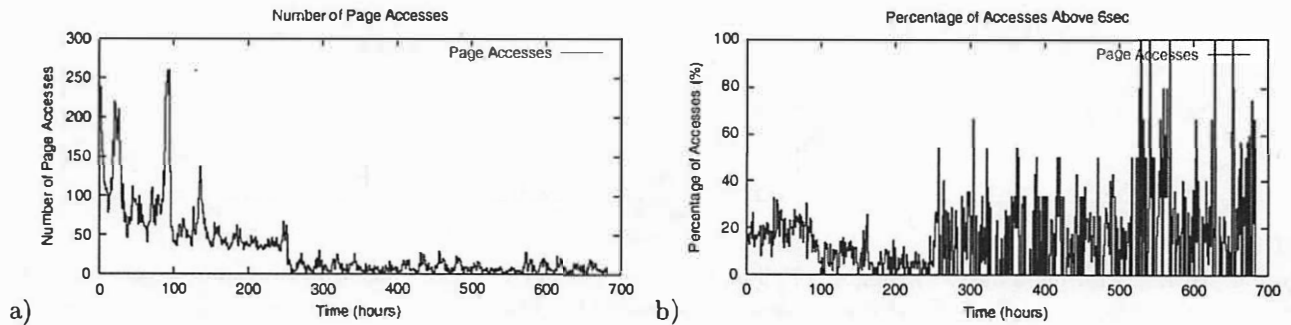 Number of Page Accesses
Page Accesses
Number of Page Accesses
300
250
200
150
100
50
0
0 100 200 300 400 500 600 700
Time (hours)
a)
Percentage of Accesses Above 6sec
Page Accesses
Percentage of Accesses (%)
100
80
60
40
20
0
0 100 200 300 400 500 600 700
Time (hours)
b)